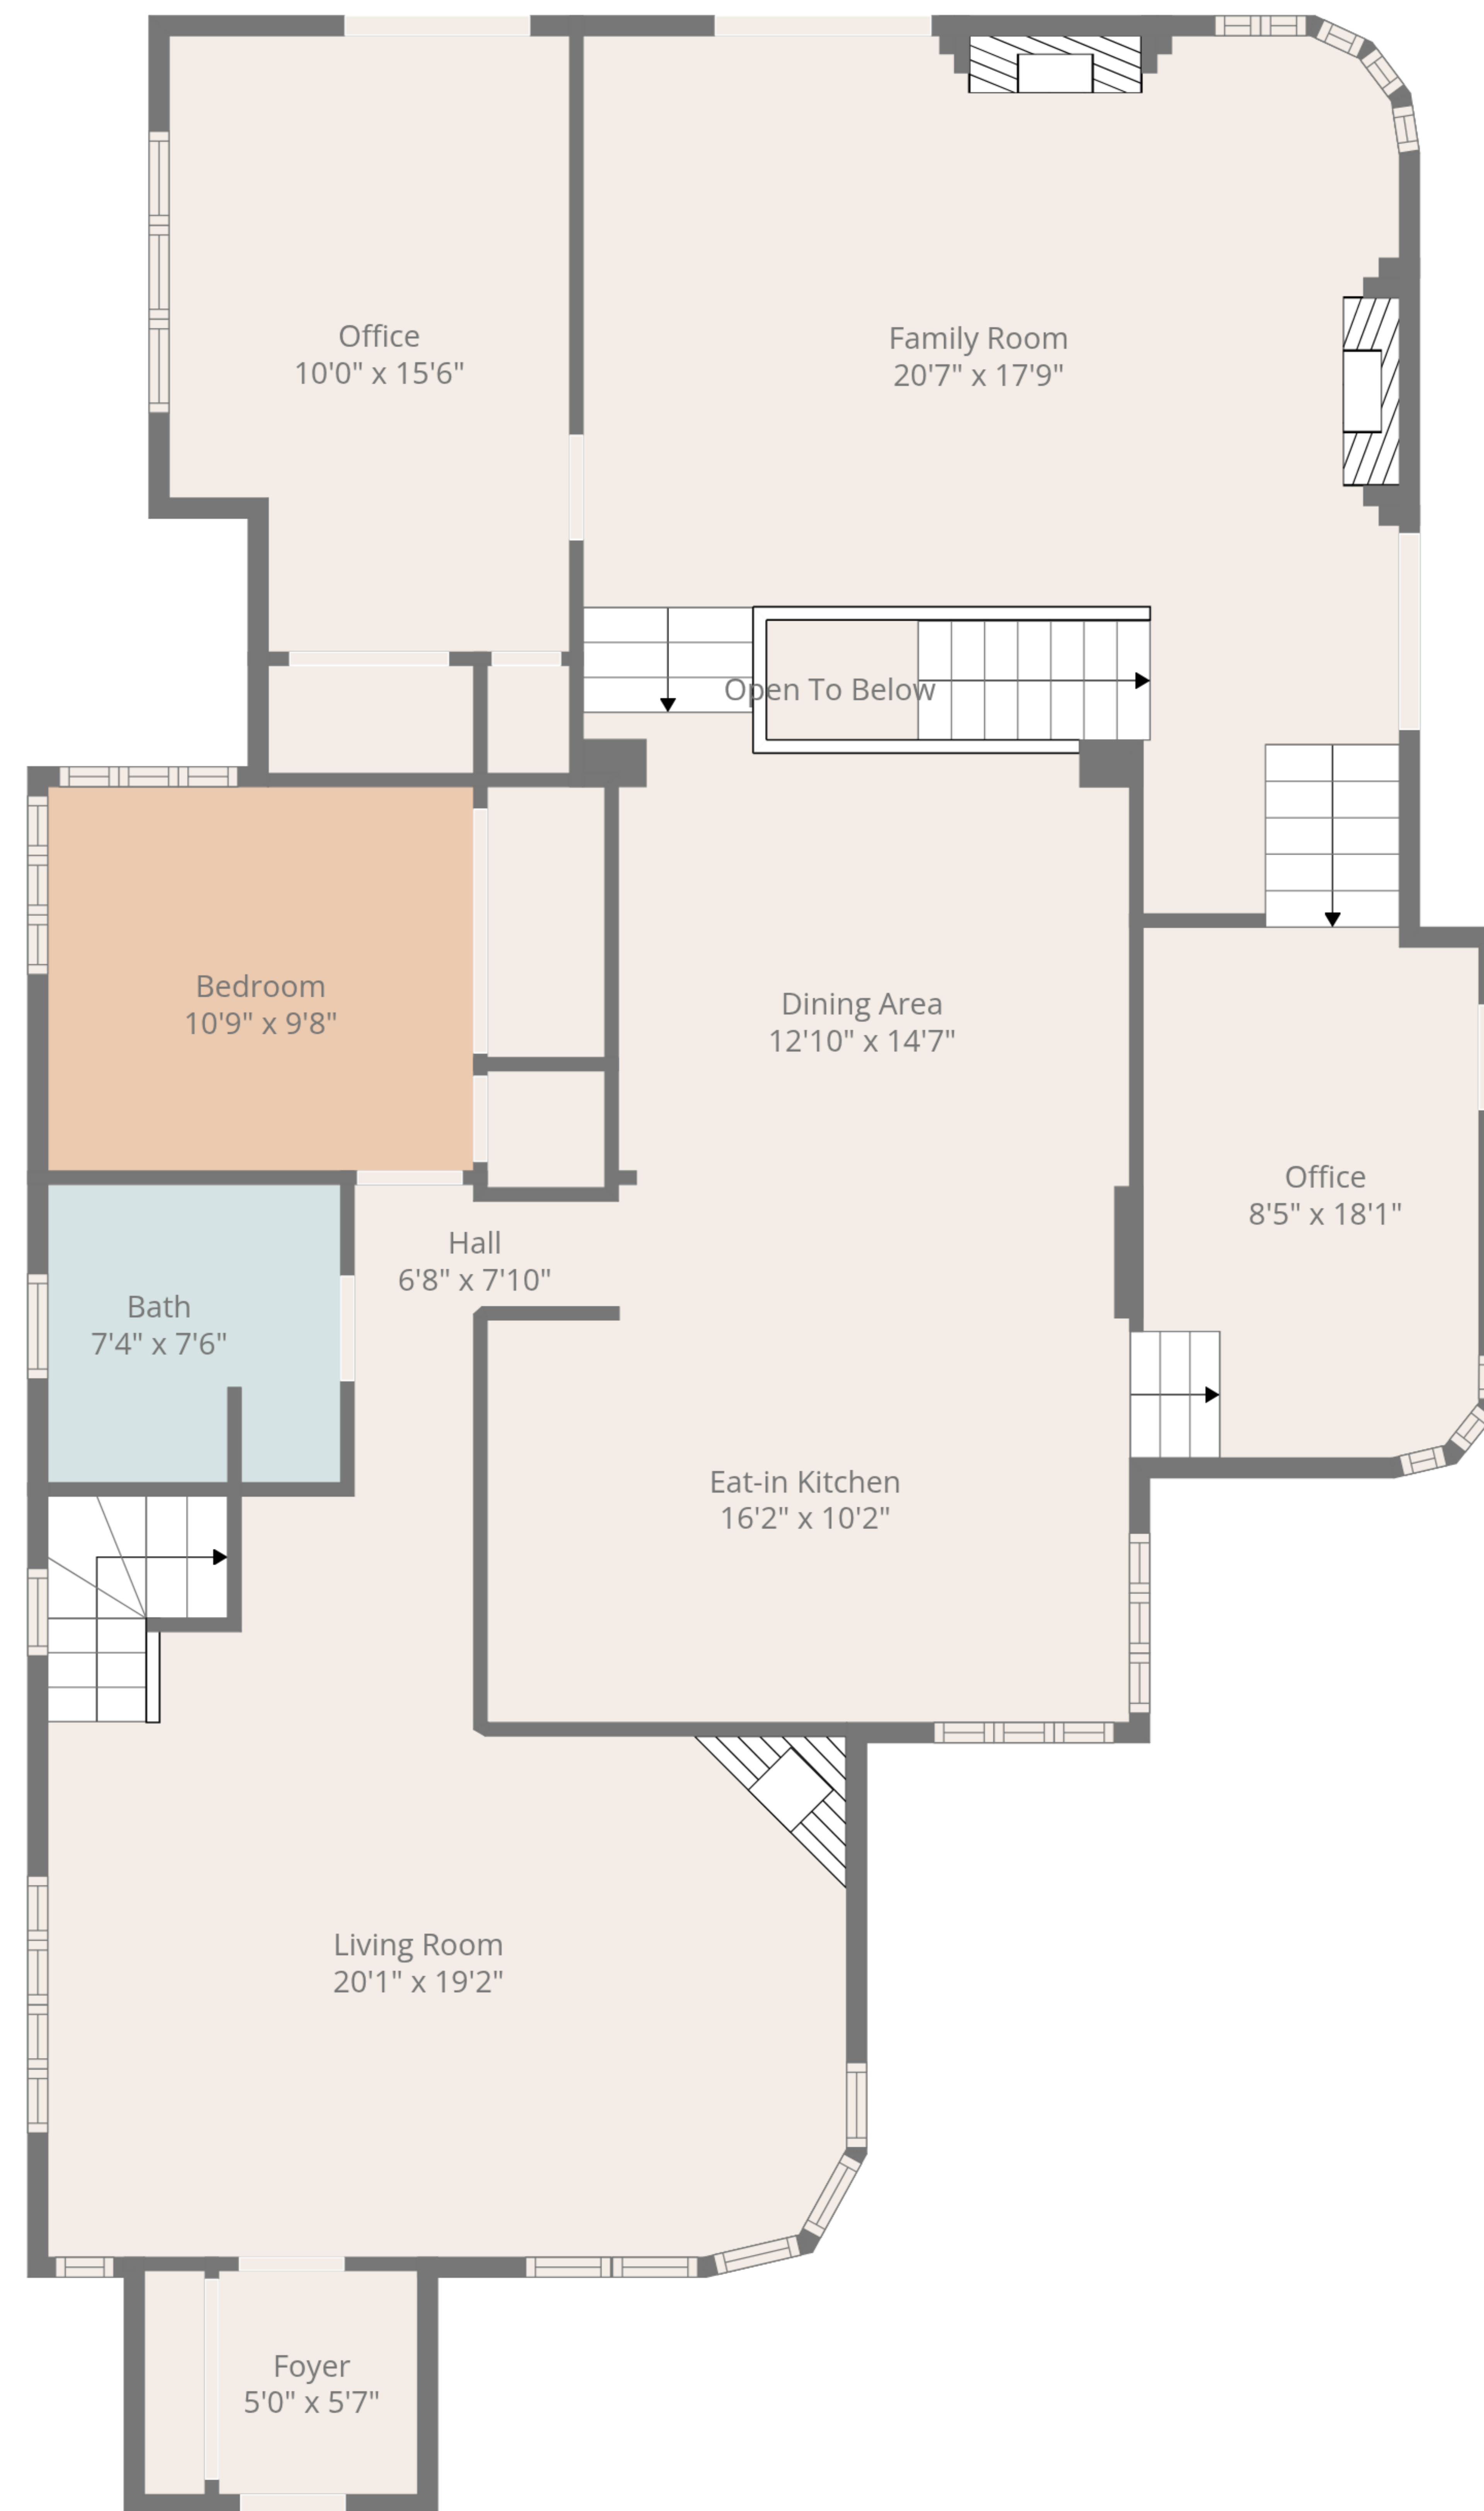 Office
10'0" x 15'6"
Family Room
20'7" x 17'9"
Open To Below
Bedroom
10'9" x 9'8"
Dining Area
12'10" x 14'7"
Office
8'5" x 18'1"
Hall
6'8" x 7'10"
Bath
7'4" x 7'6"
Eat-in Kitchen
16'2" x 10'2"
Living Room
20'1" x 19'2"
Foyer
5'0" x 5'7"